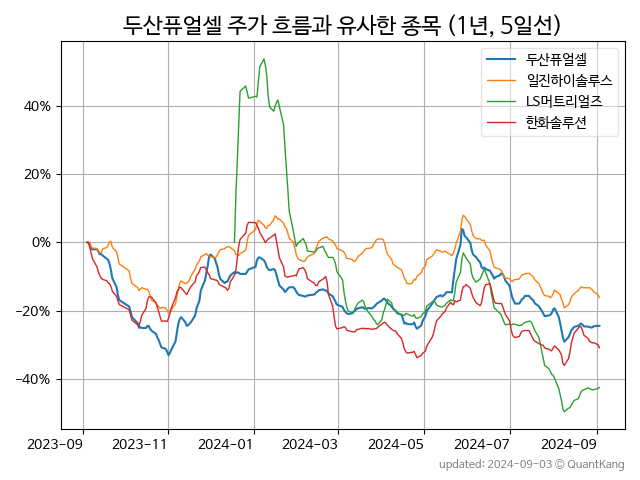 두산퓨얼셀 주가 흐름과 유사한 종목 (1년, 5일선)
두산퓨얼셀
일진하이솔루스
LS머트리얼즈
한화솔루션
40%
20%
0%
−20%
−40%
2023-09 2023-11 2024-01 2024-03 2024-05 2024-07 2024-09
updated: 2024-09-03 © QuantKang